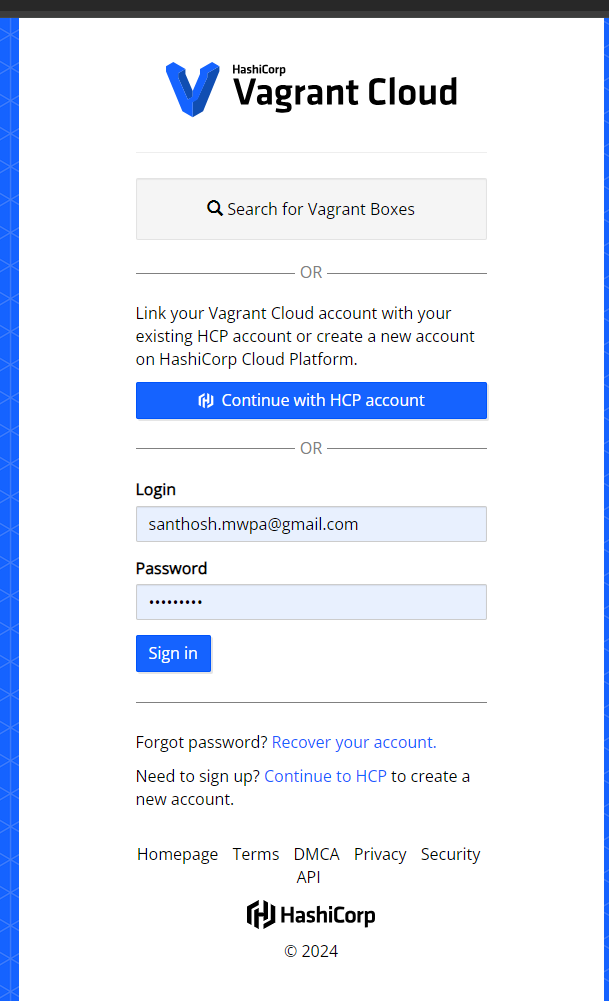 HashiCorp
Vagrant Cloud
Search for Vagrant Boxes
OR
Link your Vagrant Cloud account with your
existing HCP account or create a new account
on HashiCorp Cloud Platform.
Continue with HCP account
OR
Login
santhosh.mwpa@gmail.com
Password
•••••••••
Sign in
Forgot password? Recover your account.
Need to sign up? Continue to HCP to create a
new account.
Homepage Terms DMCA Privacy Security
API
HashiCorp
© 2024